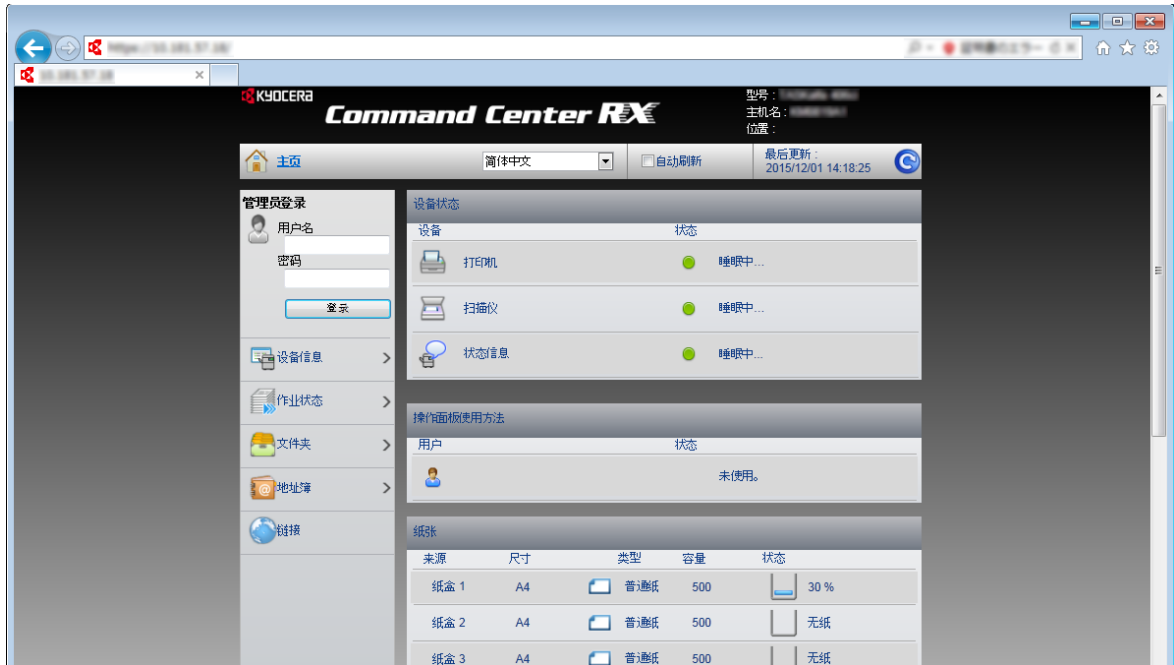 KYOCERA
Command Center RX
型号 :
主机名 :
位置 :
主页
简体中文
自动刷新
最后更新 :
2015/12/01 14:18:25
管理员登录
用户名
密码
登录
设备信息
作业状态
文件夹
地址簿
链接
设备状态
设备 状态
打印机 睡眠中...
扫描仪 睡眠中...
状态信息 睡眠中...
操作面板使用方法
用户 状态
未使用。
纸张
来源 尺寸 类型 容量 状态
纸盒 1 A4 普通纸 500 30 %
纸盒 2 A4 普通纸 500 无纸
纸盒 3 A4 普通纸 500 无纸